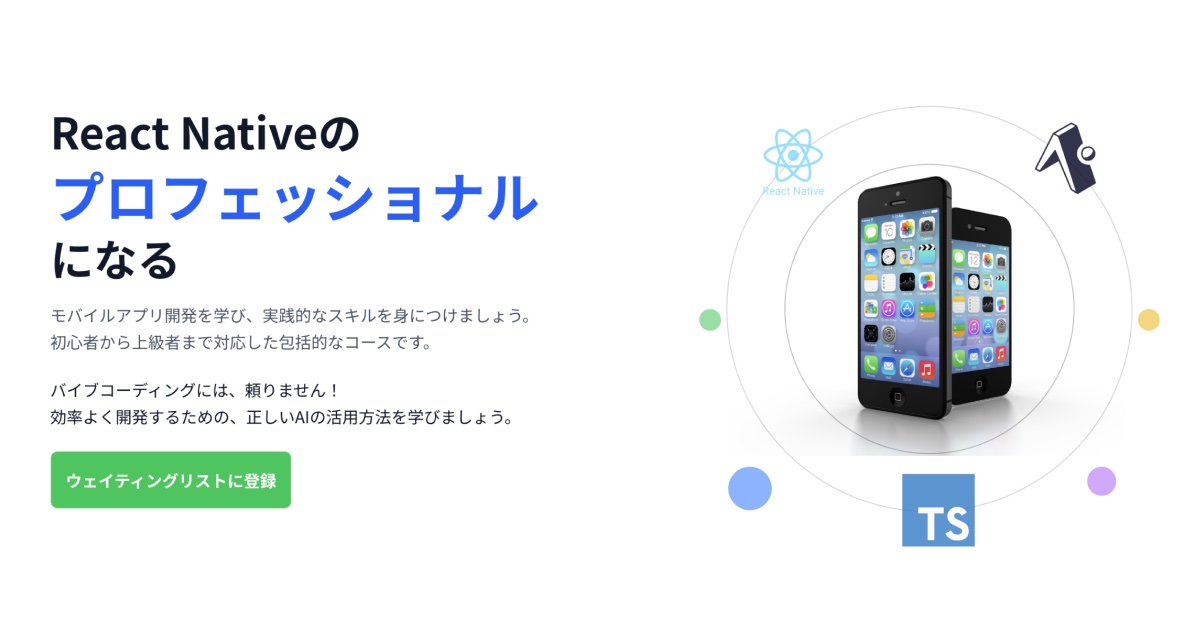 React Nativeの
プロフェッショナル
になる
モバイルアプリ開発を学び、実践的なスキルを身につけましょう。
初心者から上級者まで対応した包括的なコースです。
バイブコーディングには、頼りません！
効率よく開発するための、正しいAIの活用方法を学びましょう。
ウェイティングリストに登録
React Native
TS